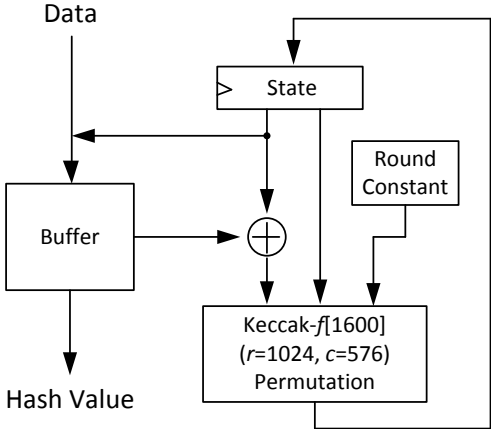 Data
State
Round
Constant
Buffer
Keccak-f[1600]
(r=1024, c=576)
Permutation
Hash Value